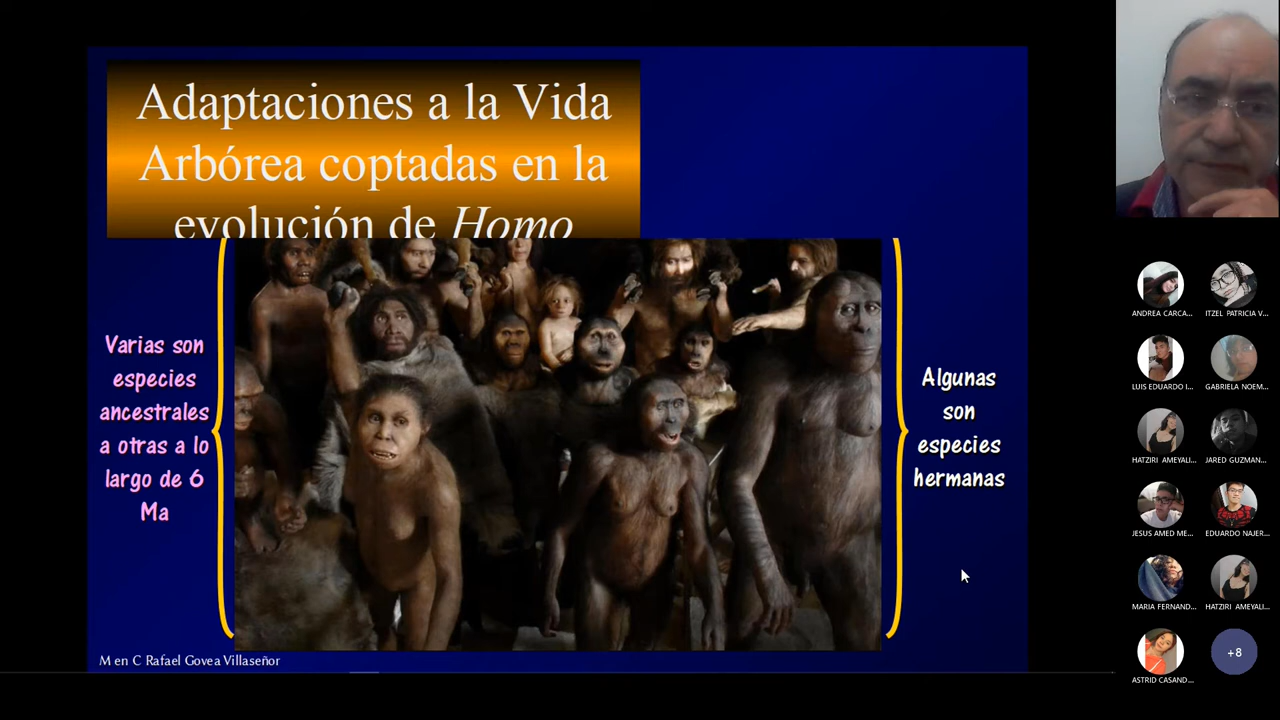 Adaptaciones a la Vida
Arbórea coptadas en la
evolución de Homo
Varias son
especies
ancestrales
a otras a lo
largo de 6
Ma
Algunas
son
especies
hermanas
M en C Rafael Govea Villaseñor
ANDREA CARCA...
ITZEL PATRICIA V...
LUIS EDUARDO I...
GABRIELA NOEM...
HATZIRI AMEYALI...
JARED GUZMAN...
JESUS AMED ME...
EDUARDO NAJER...
MARIA FERNAND...
HATZIRI AMEYALI...
ASTRID CASAND...
+8